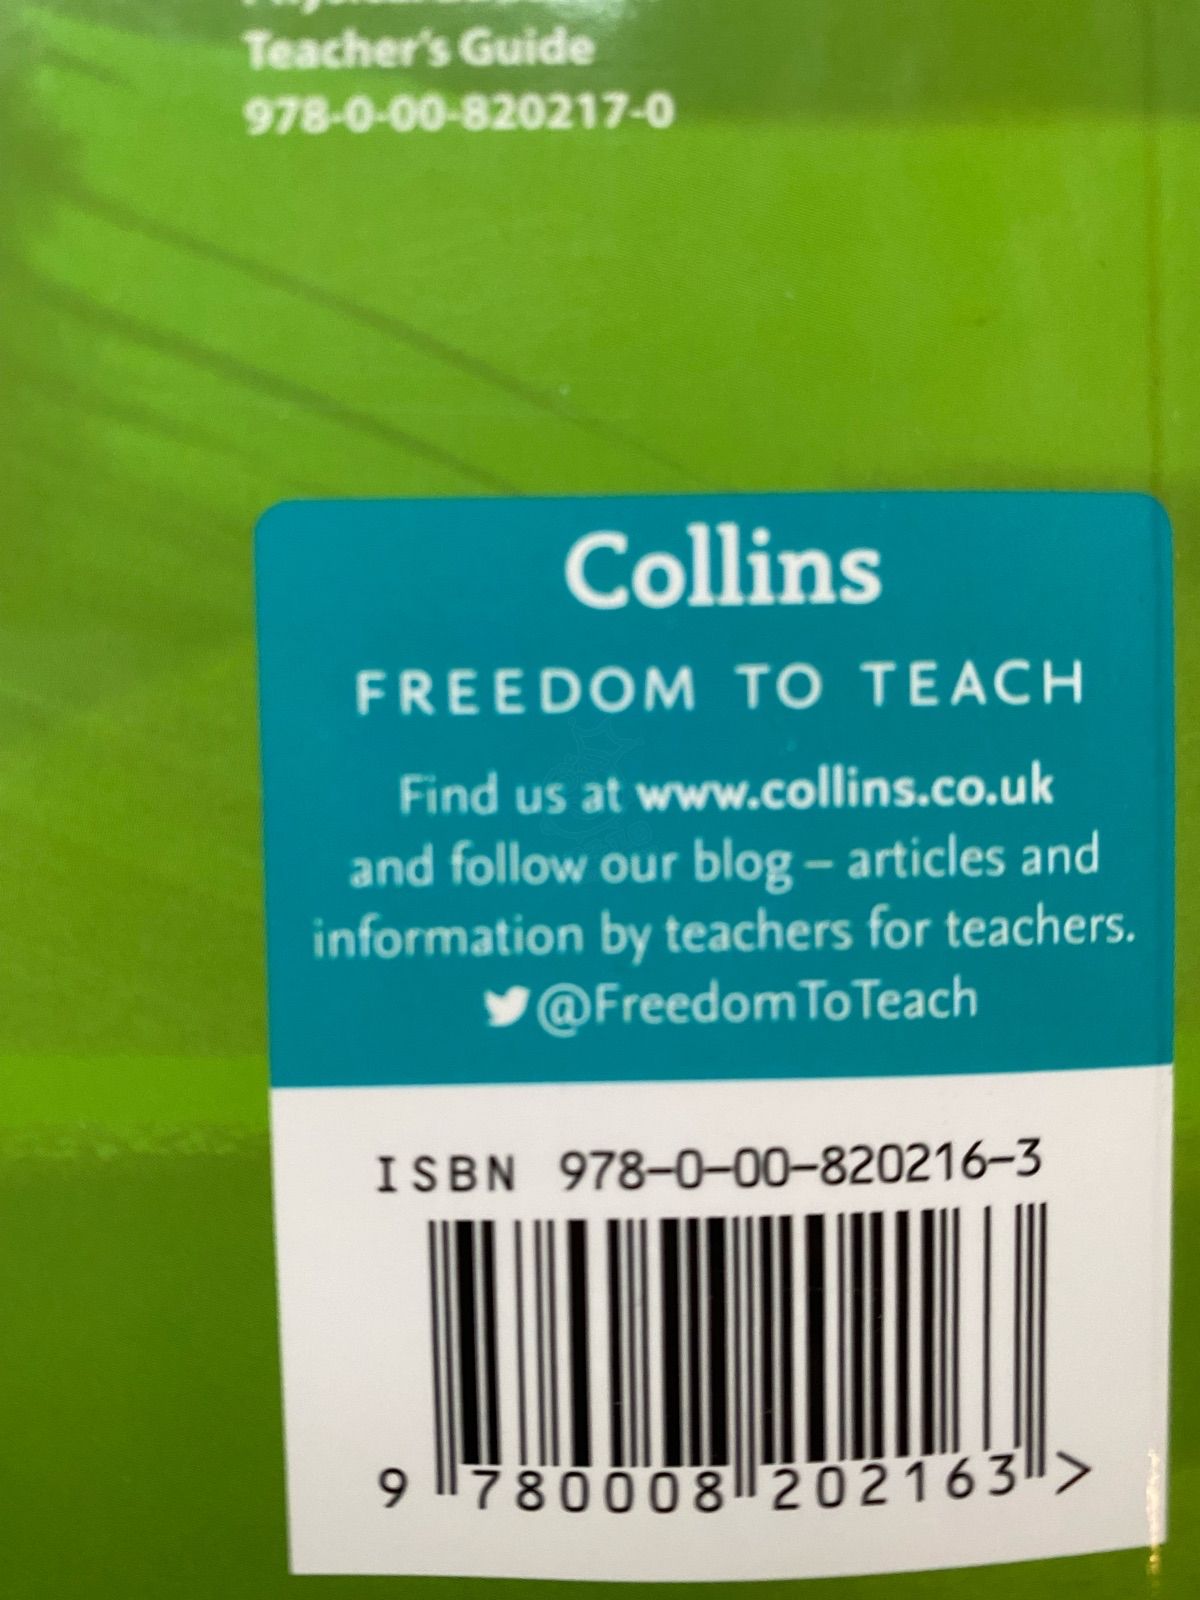 Teacher's Guide
978-0-00-820217-0
Collins
FREEDOM TO TEACH
Find us at www.collins.co.uk
and follow our blog – articles and
information by teachers for teachers.
@FreedomToTeach
ISBN 978-0-00-820216-3
9 780008 202163 >